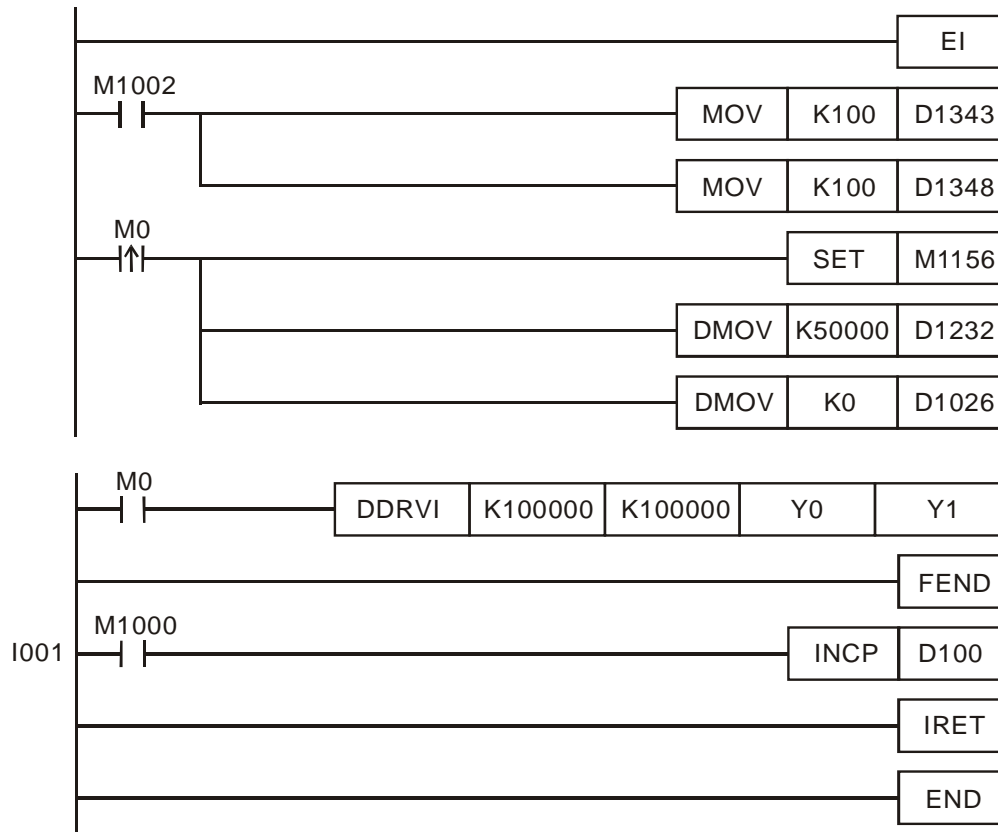 EI
M1002
MOV K100 D1343
MOV K100 D1348
M0
SET M1156
DMOV K50000 D1232
DMOV K0 D1026
M0
DDRVI K100000 K100000 Y0 Y1
FEND
M1000
I001 INCP D100
IRET
END